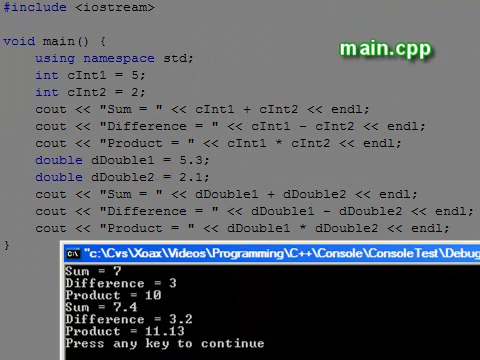 #include <iostream>
void main() {
main.cpp
using namespace std;
int cInt1 = 5;
int cInt2 = 2;
cout << "Sum = " << cInt1 + cInt2 << endl;
cout << "Difference = " << cInt1 - cInt2 << endl;
cout << "Product = " << cInt1 * cInt2 << endl;
double dDouble1 = 5.3;
double dDouble2 = 2.1;
cout << "Sum = " << dDouble1 + dDouble2 << endl;
cout << "Difference = " << dDouble1 - dDouble2 << endl;
cout << "Product = " << dDouble1 * dDouble2 << endl;
}
"c:\Cvs\Xoax\Videos\Programming\C++\Console\ConsoleTest\Debug
Sum = 7
Difference = 3
Product = 10
Sum = 7.4
Difference = 3.2
Product = 11.13
Press any key to continue